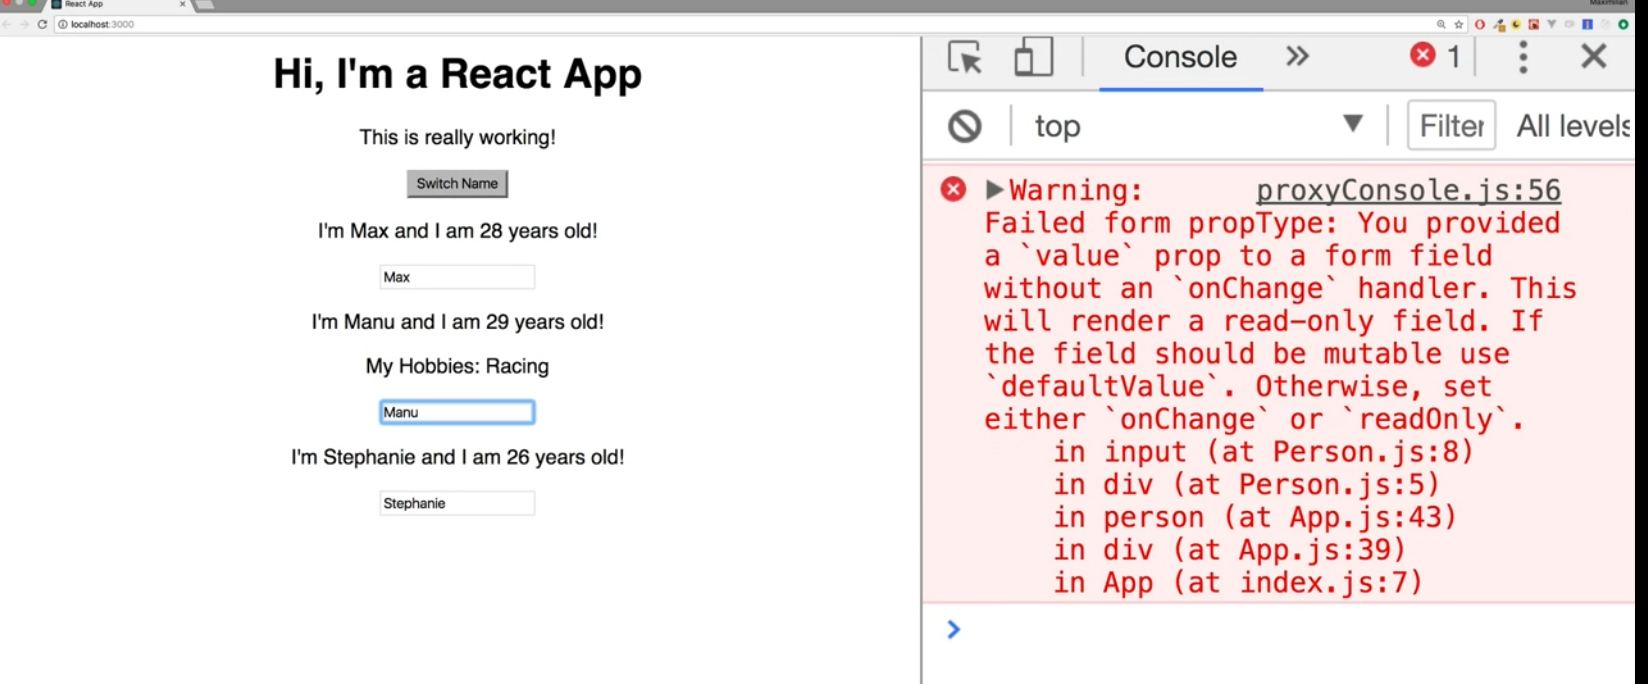 React App
Maximilian
localhost:3000
Hi, I'm a React App
This is really working!
Switch Name
I'm Max and I am 28 years old!
Max
I'm Manu and I am 29 years old!
My Hobbies: Racing
Manu
I'm Stephanie and I am 26 years old!
Stephanie
Console
1
top
Filter
All levels
Warning: proxyConsole.js:56
Failed form propType: You provided
a `value` prop to a form field
without an `onChange` handler. This
will render a read-only field. If
the field should be mutable use
`defaultValue`. Otherwise, set
either `onChange` or `readOnly`.
in input (at Person.js:8)
in div (at Person.js:5)
in person (at App.js:43)
in div (at App.js:39)
in App (at index.js:7)